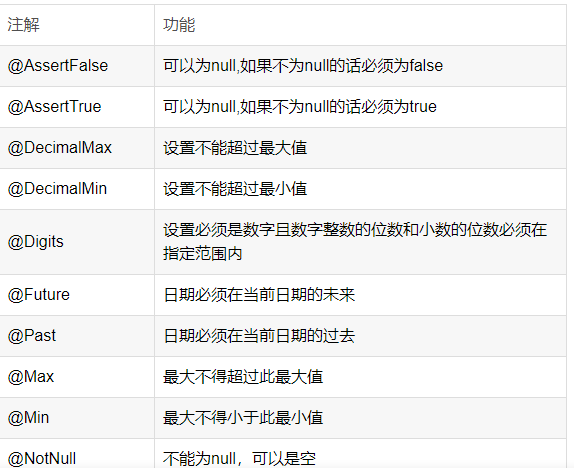 注解 功能
@AssertFalse 可以为null,如果不为null的话必须为false
@AssertTrue 可以为null,如果不为null的话必须为true
@DecimalMax 设置不能超过最大值
@DecimalMin 设置不能超过最小值
@Digits 设置必须是数字且数字整数的位数和小数的位数必须在
指定范围内
@Future 日期必须在当前日期的未来
@Past 日期必须在当前日期的过去
@Max 最大不得超过此最大值
@Min 最大不得小于此最小值
@NotNull 不能为null，可以是空